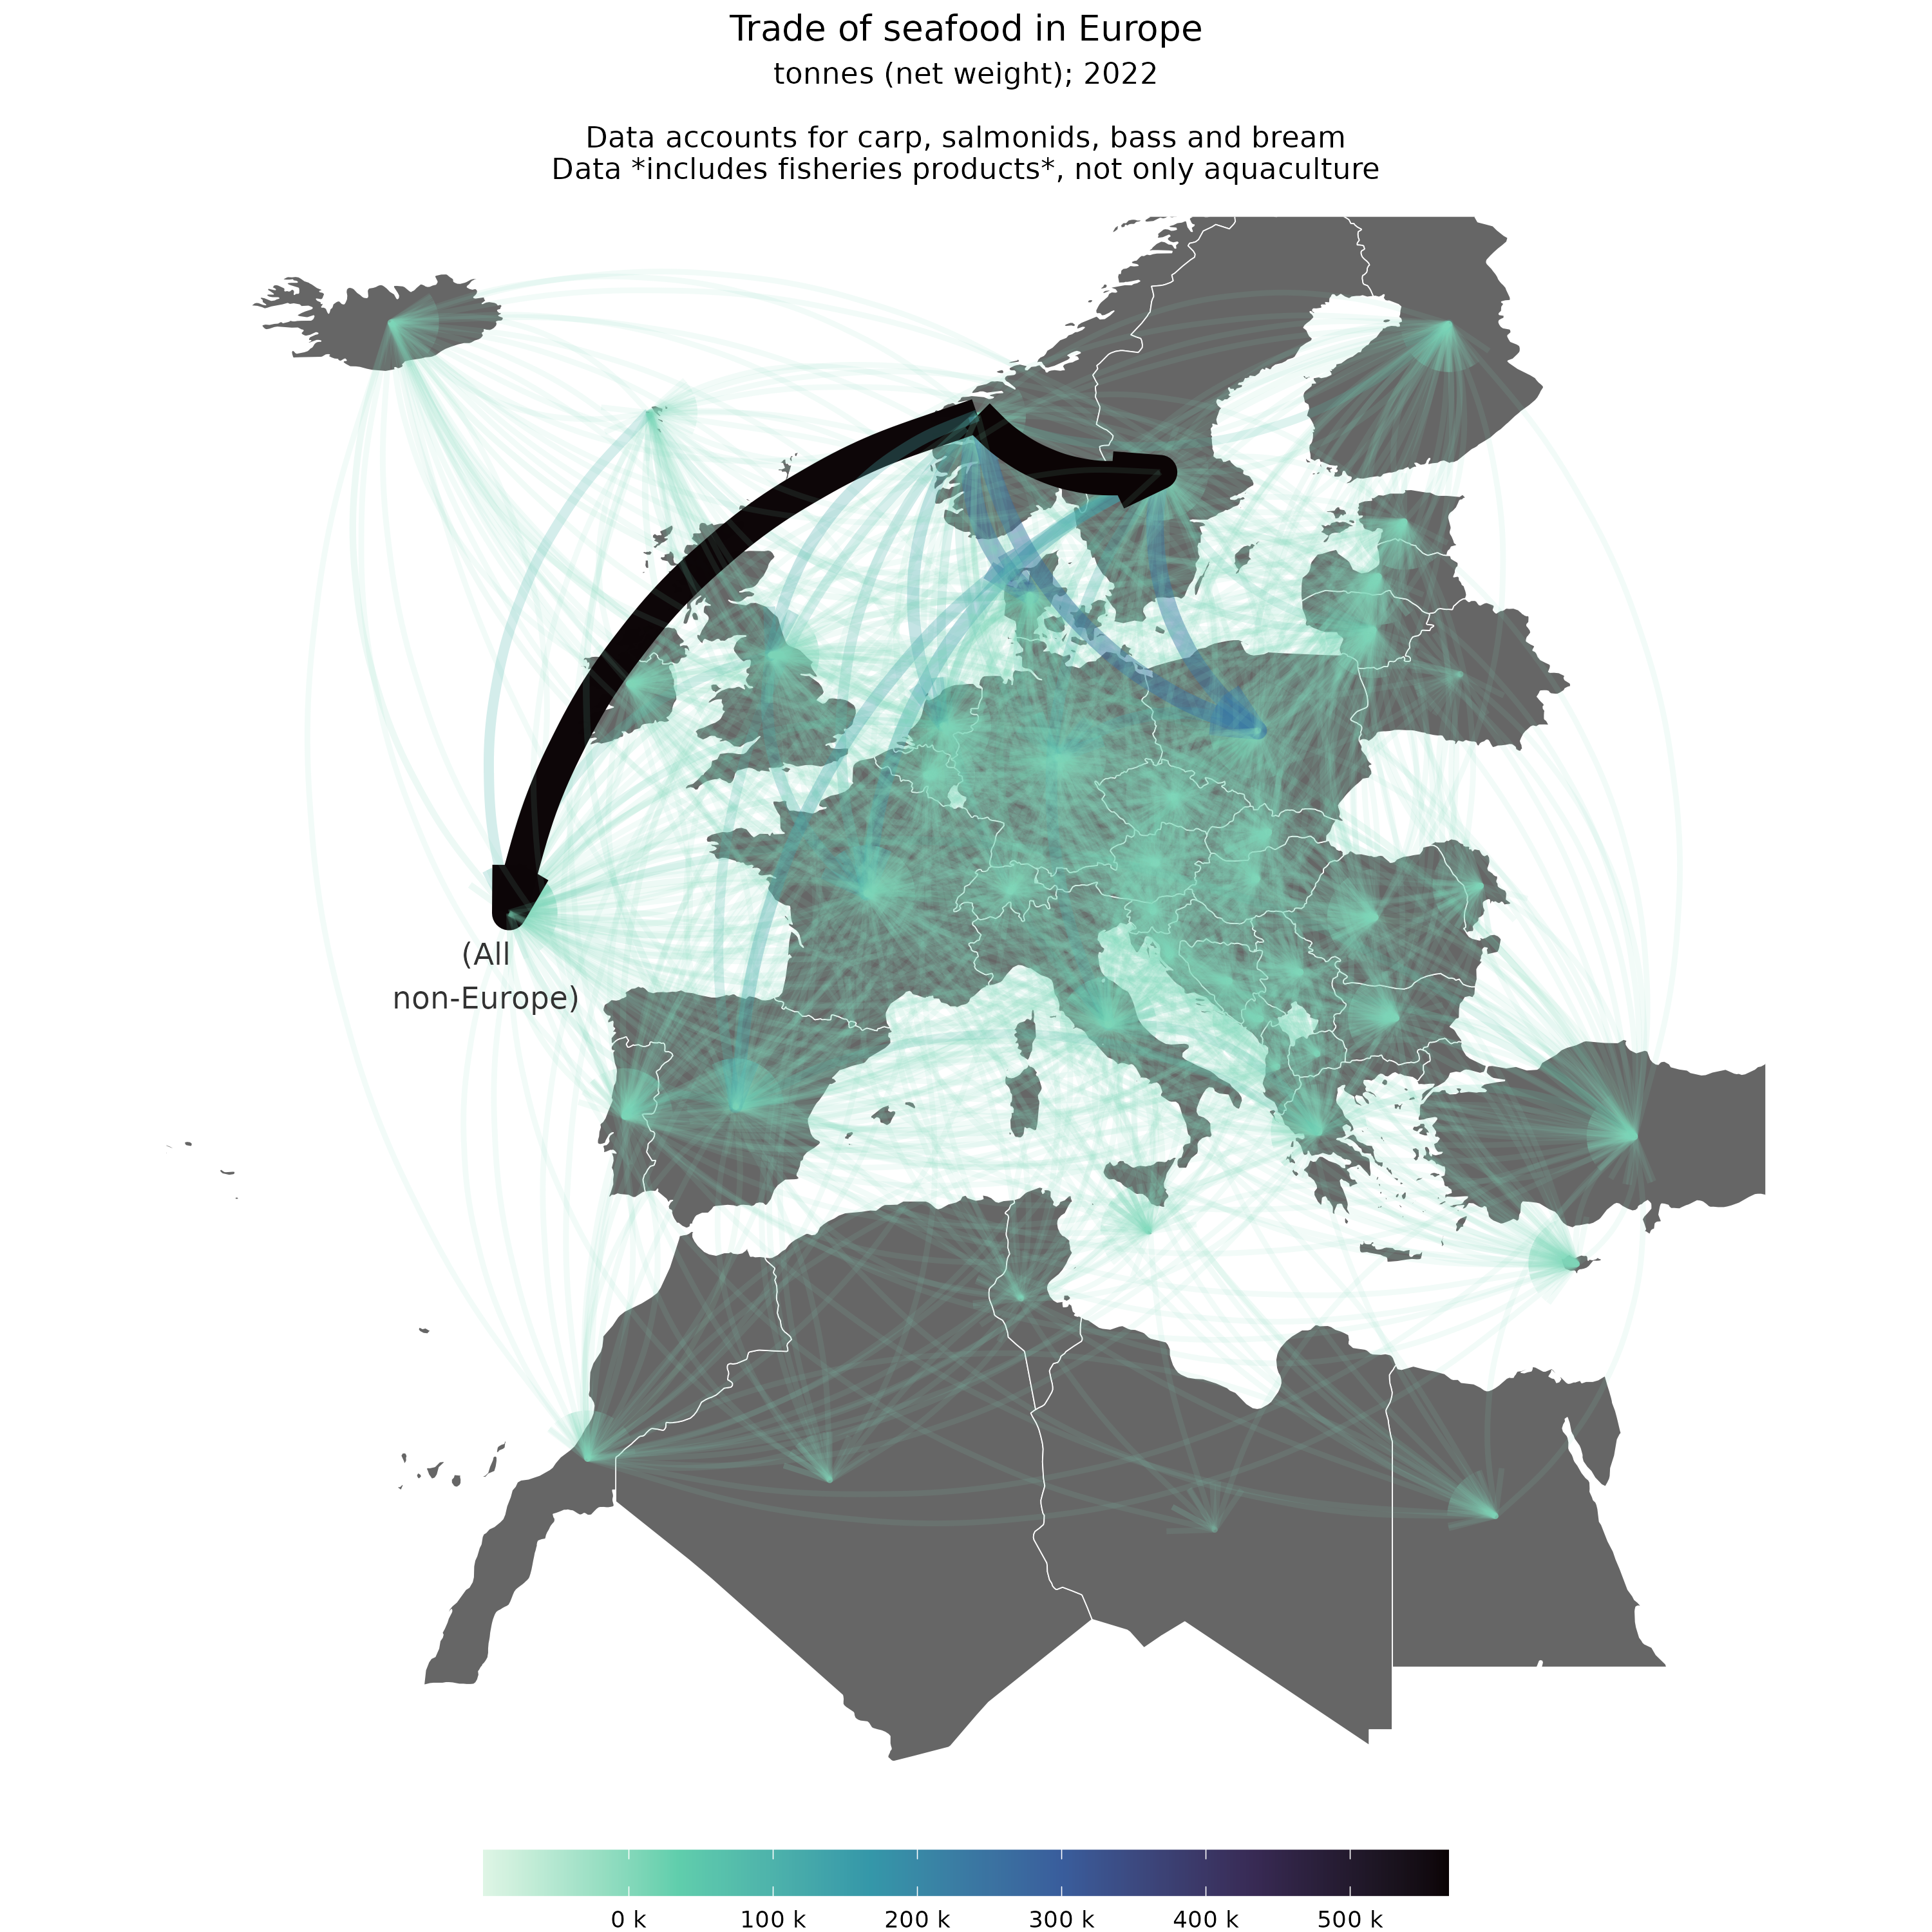 Trade of seafood in Europe
tonnes (net weight); 2022
Data accounts for carp, salmonids, bass and bream
Data *includes fisheries products*, not only aquaculture
(All
non-Europe)
0 k 100 k 200 k 300 k 400 k 500 k